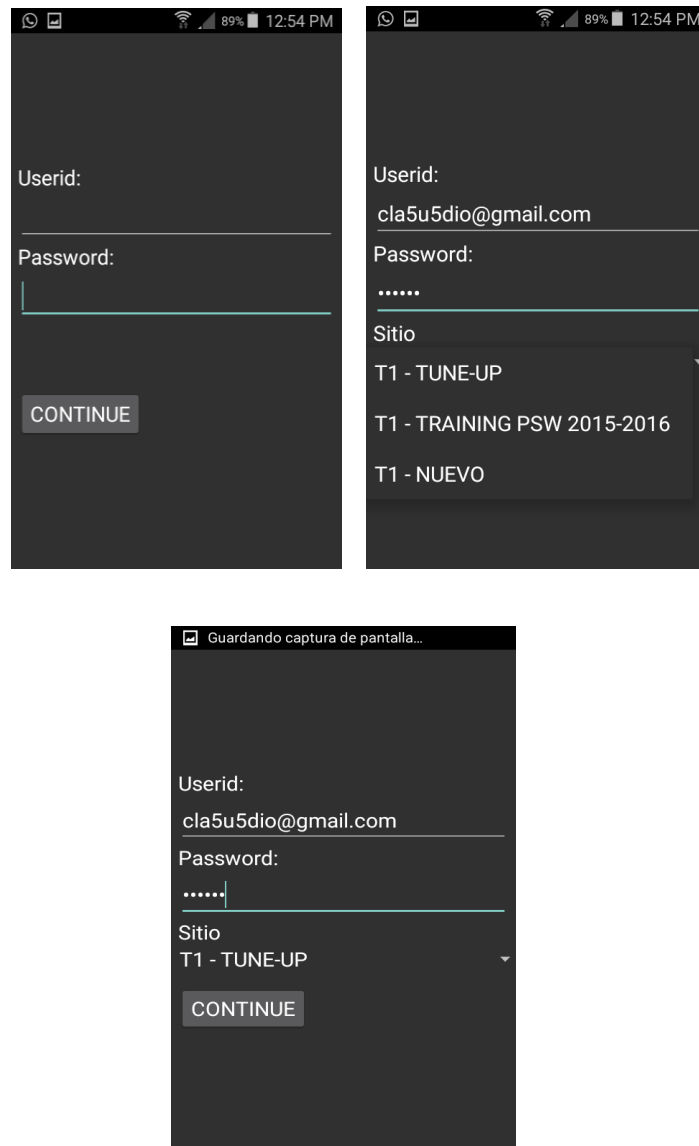 89% 12:54 PM
Userid:
Password:
CONTINUE
89% 12:54 PM
Userid:
cla5u5dio@gmail.com
Password:
••••••
Sitio
T1 - TUNE-UP
T1 - TRAINING PSW 2015-2016
T1 - NUEVO
Guardando captura de pantalla…
Userid:
cla5u5dio@gmail.com
Password:
••••••
Sitio
T1 - TUNE-UP
CONTINUE